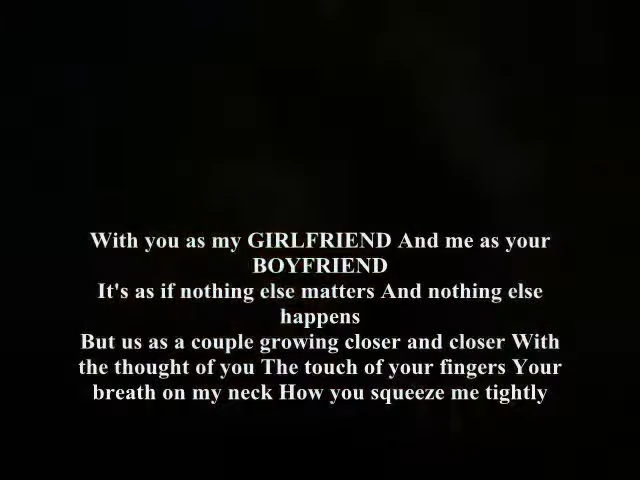 With you as my GIRLFRIEND And me as your
BOYFRIEND
It's as if nothing else matters And nothing else
happens
But us as a couple growing closer and closer With
the thought of you The touch of your fingers Your
breath on my neck How you squeeze me tightly